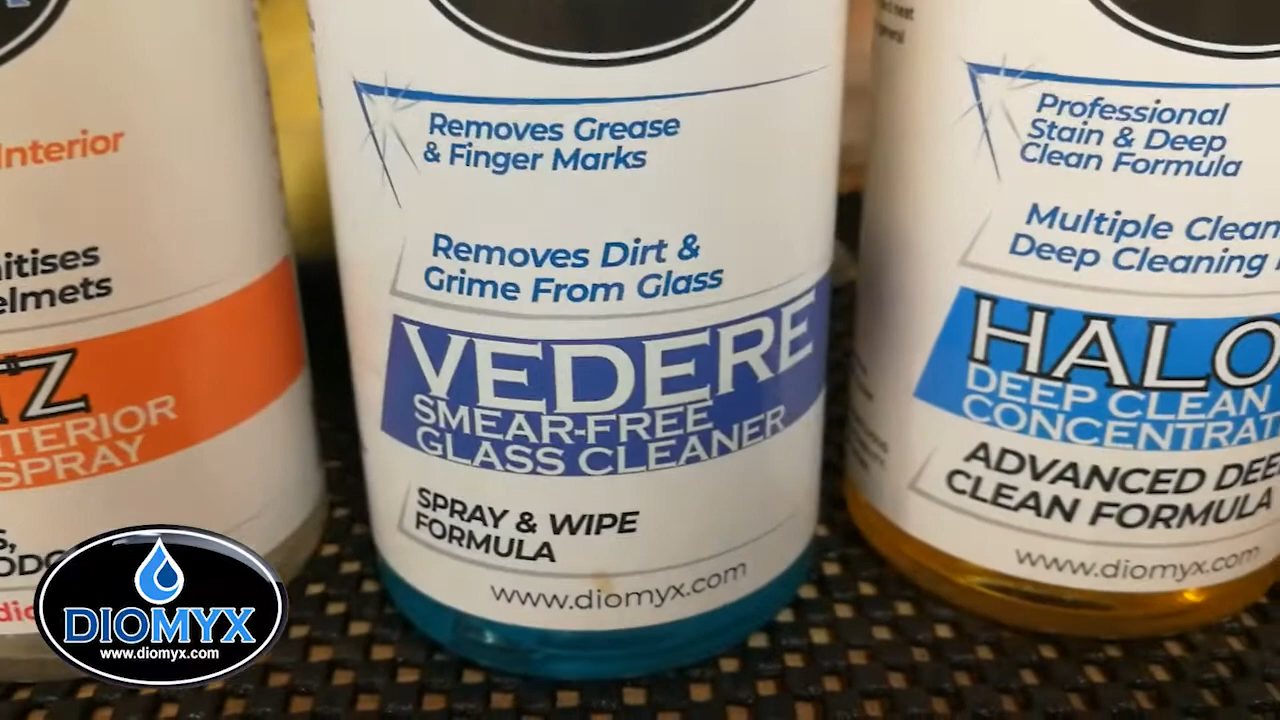 Interior
TERIOR
SPRAY
Removes Grease
& Finger Marks
Removes Dirt &
Grime From Glass
VEDERE
SMEAR-FREE
GLASS CLEANER
SPRAY & WIPE
FORMULA
www.diomyx.com
Professional
Stain & Deep
Clean Formula
Multiple Clean
Deep Cleaning
HALO
DEEP CLEAN
CONCENTRAT
ADVANCED DEE
CLEAN FORMULA
www.diomyx.com
DIOMYX
www.diomyx.com